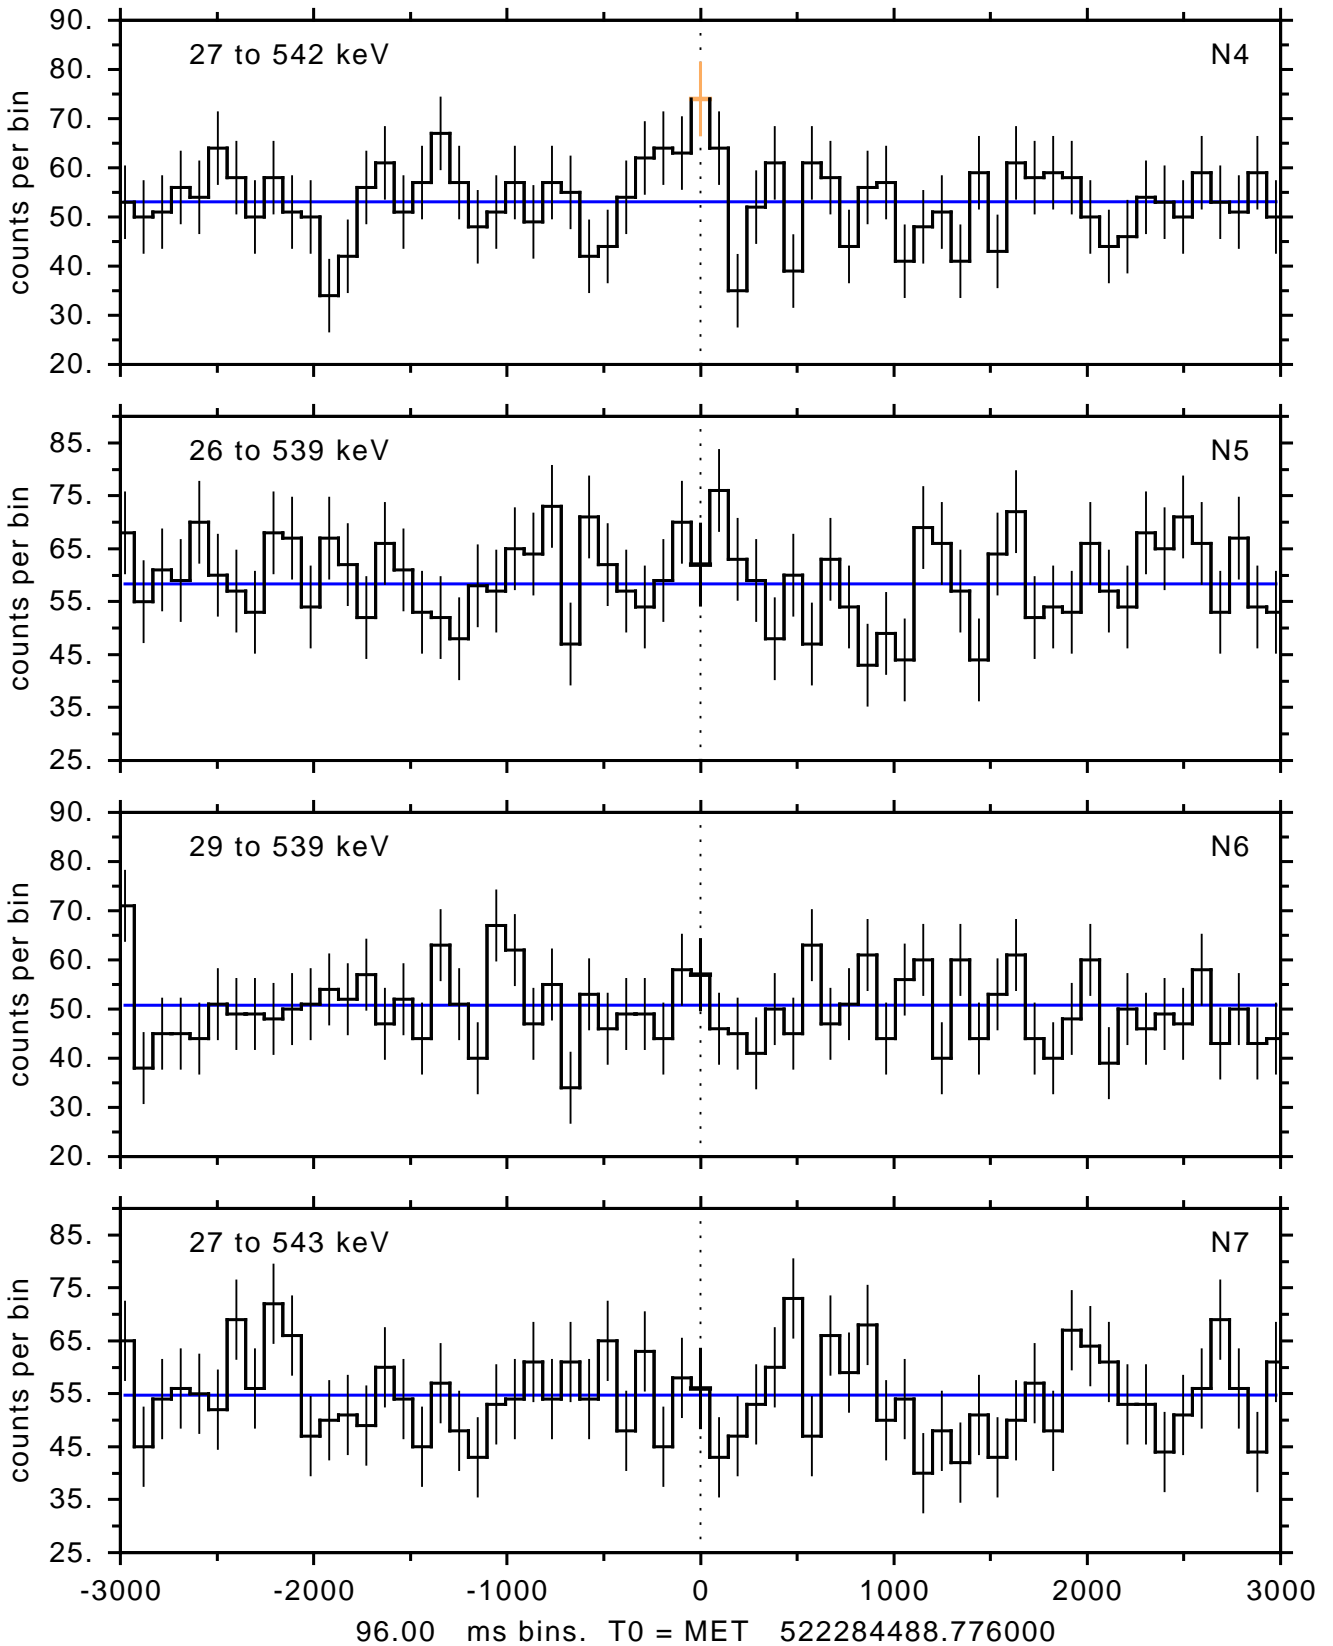 90.
80.
70.
60.
50.
40.
30.
20.
counts per bin
27 to 542 keV
N4
85.
75.
65.
55.
45.
35.
25.
counts per bin
26 to 539 keV
N5
90.
80.
70.
60.
50.
40.
30.
20.
counts per bin
29 to 539 keV
N6
85.
75.
65.
55.
45.
35.
25.
counts per bin
27 to 543 keV
N7
-3000 -2000 -1000 0 1000 2000 3000
96.00 ms bins. T0 = MET 522284488.776000